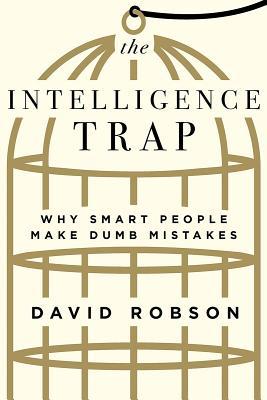 the
INTELLIGENCE
TRAP
WHY SMART PEOPLE
MAKE DUMB MISTAKES
DAVID ROBSON